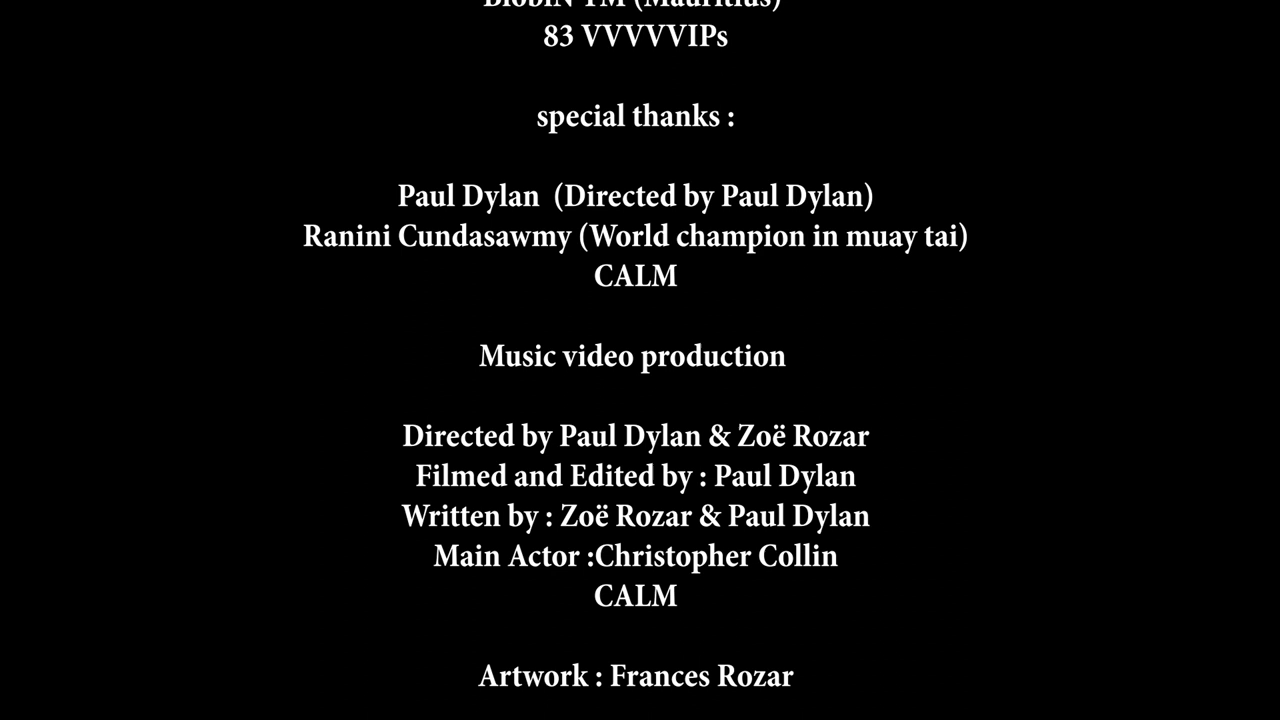 (Mauritius)
83 VVVVVIPs
special thanks :
Paul Dylan (Directed by Paul Dylan)
Ranini Cundasawmy (World champion in muay tai)
CALM
Music video production
Directed by Paul Dylan & Zoë Rozar
Filmed and Edited by : Paul Dylan
Written by : Zoë Rozar & Paul Dylan
Main Actor :Christopher Collin
CALM
Artwork : Frances Rozar